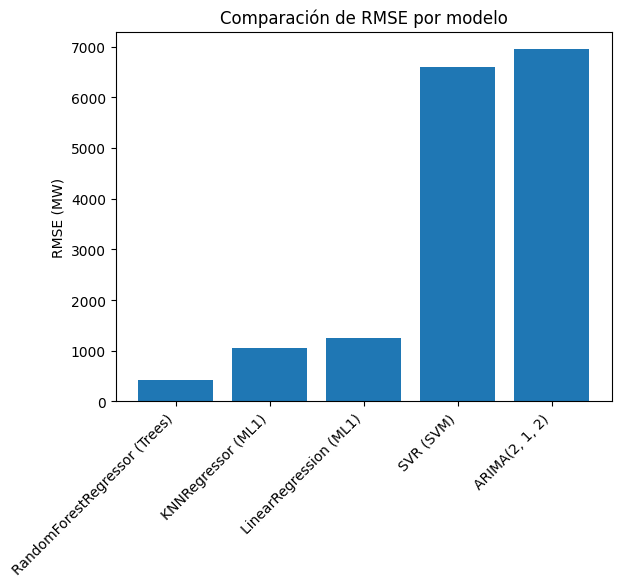 Comparación de RMSE por modelo
RMSE (MW)
7000
6000
5000
4000
3000
2000
1000
0
RandomForestRegressor (Trees)
KNNRegressor (ML1)
LinearRegression (ML1)
SVR (SVM)
ARIMA(2, 1, 2)